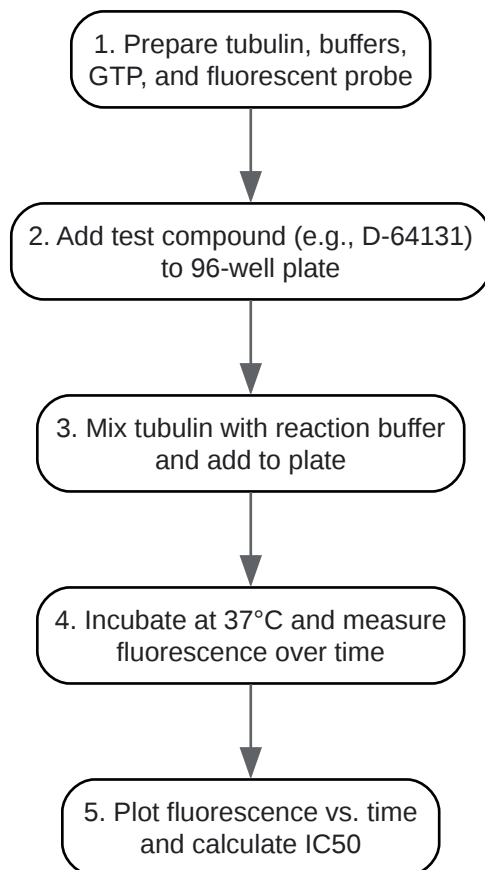 1. Prepare tubulin, buffers,
GTP, and fluorescent probe
2. Add test compound (e.g., D-64131)
to 96-well plate
3. Mix tubulin with reaction buffer
and add to plate
4. Incubate at 37°C and measure
fluorescence over time
5. Plot fluorescence vs. time
and calculate IC50